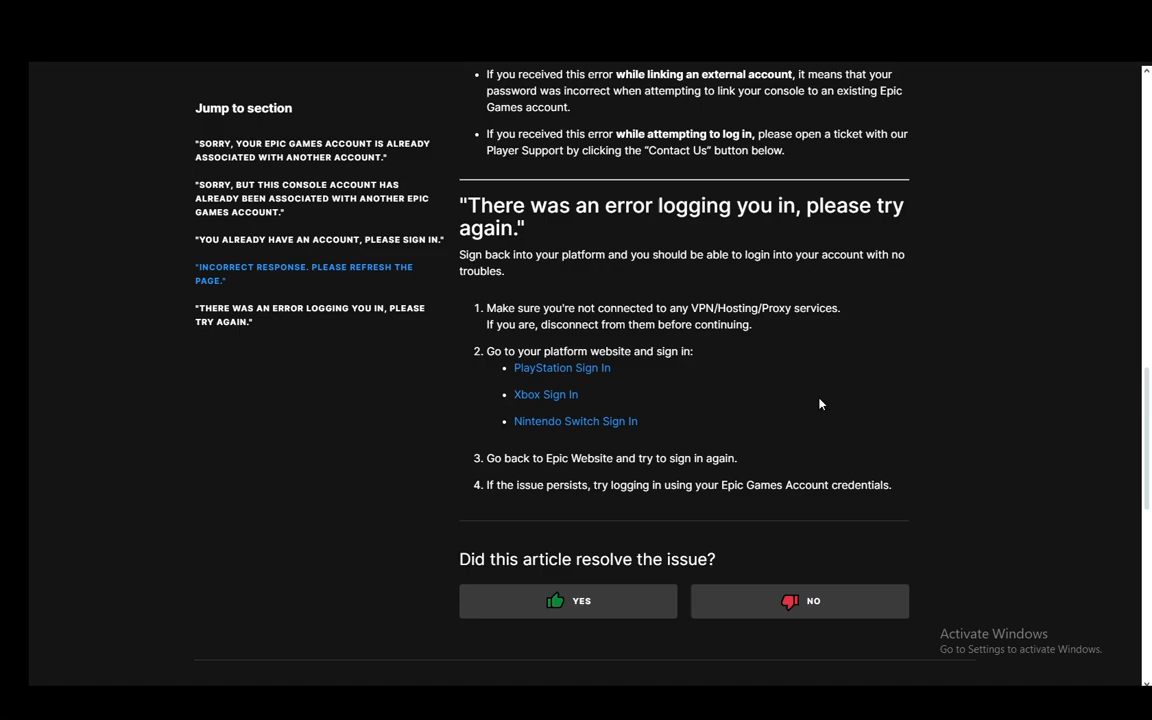 Jump to section
"SORRY, YOUR EPIC GAMES ACCOUNT IS ALREADY
ASSOCIATED WITH ANOTHER ACCOUNT."
"SORRY, BUT THIS CONSOLE ACCOUNT HAS
ALREADY BEEN ASSOCIATED WITH ANOTHER EPIC
GAMES ACCOUNT."
"YOU ALREADY HAVE AN ACCOUNT, PLEASE SIGN IN."
"INCORRECT RESPONSE. PLEASE REFRESH THE
PAGE."
"THERE WAS AN ERROR LOGGING YOU IN, PLEASE
TRY AGAIN."
• If you received this error while linking an external account, it means that your
password was incorrect when attempting to link your console to an existing Epic
Games account.
• If you received this error while attempting to log in, please open a ticket with our
Player Support by clicking the “Contact Us” button below.
"There was an error logging you in, please try
again."
Sign back into your platform and you should be able to login into your account with no
troubles.
1. Make sure you're not connected to any VPN/Hosting/Proxy services.
If you are, disconnect from them before continuing.
2. Go to your platform website and sign in:
• PlayStation Sign In
• Xbox Sign In
• Nintendo Switch Sign In
3. Go back to Epic Website and try to sign in again.
4. If the issue persists, try logging in using your Epic Games Account credentials.
Did this article resolve the issue?
YES
NO
Activate Windows
Go to Settings to activate Windows.